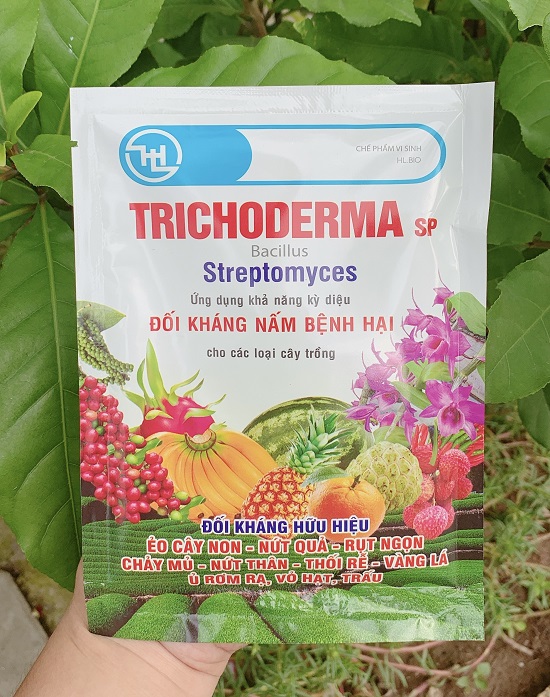 HL
CHẾ PHẨM VI SINH
HL.BIO
TRICHODERMA SP
Bacillus
Streptomyces
Ứng dụng khả năng kỳ diệu
ĐỐI KHÁNG NẤM BỆNH HẠI
cho các loại cây trồng
ĐỐI KHÁNG HỮU HIỆU
ẺO CÂY NON - NỨT QUẢ - RỤT NGỌN
CHẢY MỦ - NỨT THÂN - THỐI RỄ - VÀNG LÁ
Ủ RƠM RẠ, VỎ HẠT, TRẤU